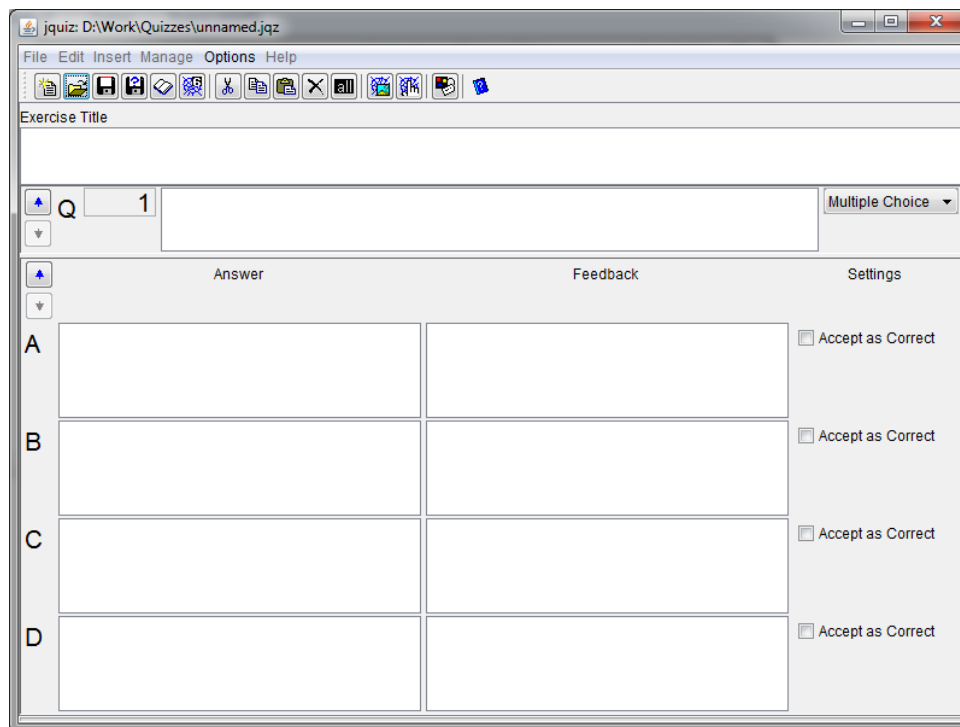 jquiz: D:\Work\Quizzes\unnamed.jqz
File Edit Insert Manage Options Help
all
Exercise Title
Q 1 Multiple Choice
Answer Feedback Settings
A Accept as Correct
B Accept as Correct
C Accept as Correct
D Accept as Correct